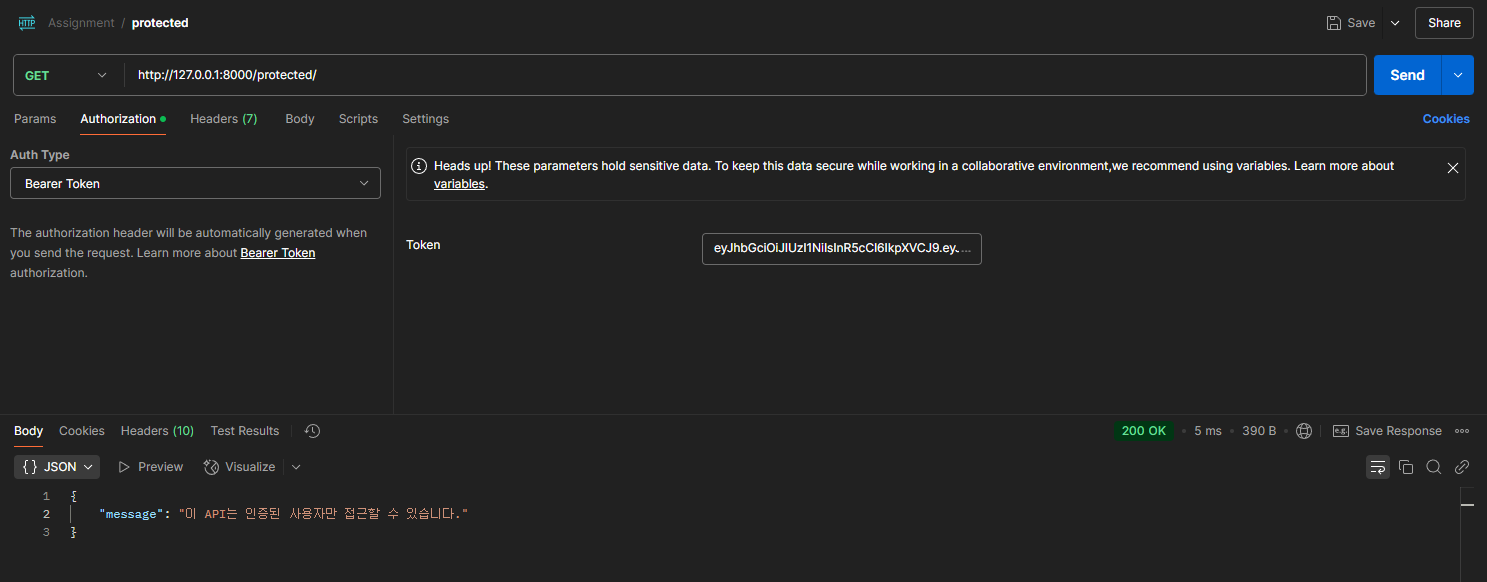 HTTP Assignment / protected Save Share
GET http://127.0.0.1:8000/protected/ Send
Params Authorization Headers (7) Body Scripts Settings Cookies
Auth Type
Bearer Token
The authorization header will be automatically generated when
you send the request. Learn more about Bearer Token
authorization.
Heads up! These parameters hold sensitive data. To keep this data secure while working in a collaborative environment,we recommend using variables. Learn more about
variables.
Token eyJhbGciOiJIUzI1NiIsInR5cCI6IkpXVCJ9.ey. ...
Body Cookies Headers (10) Test Results 200 OK 5 ms 390 B e.g. Save Response
{} JSON Preview Visualize
1 {
2 "message": "이 API는 인증된 사용자만 접근할 수 있습니다."
3 }